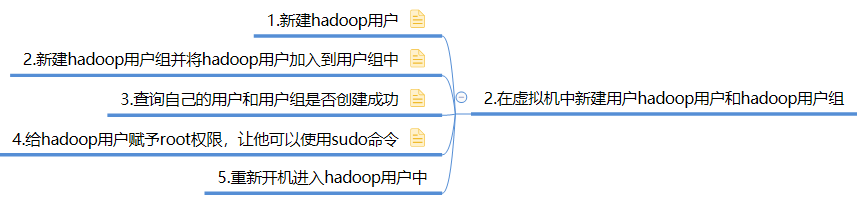 1.新建hadoop用户
2.新建hadoop用户组并将hadoop用户加入到用户组中
3.查询自己的用户和用户组是否创建成功
4.给hadoop用户赋予root权限，让他可以使用sudo命令
5.重新开机进入hadoop用户中
2.在虚拟机中新建用户hadoop用户和hadoop用户组